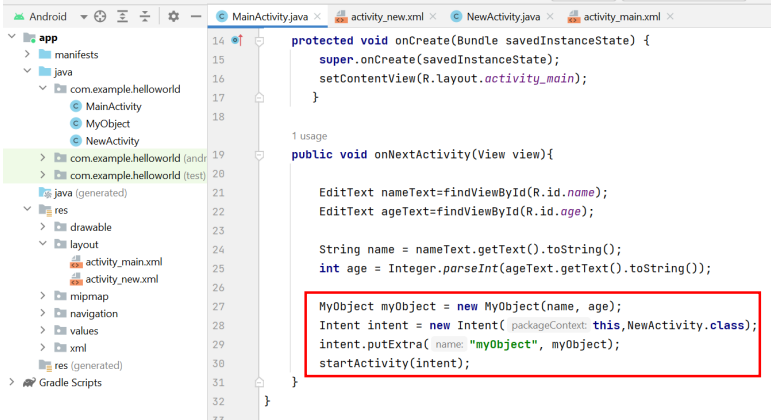 Android
MainActivity.java
activity_new.xml
NewActivity.java
activity_main.xml
app
manifests
java
com.example.helloworld
MainActivity
MyObject
NewActivity
com.example.helloworld (andr
com.example.helloworld (test)
java (generated)
res
drawable
layout
activity_main.xml
activity_new.xml
mipmap
navigation
values
xml
res (generated)
Gradle Scripts
14 protected void onCreate(Bundle savedInstanceState) {
15 super.onCreate(savedInstanceState);
16 setContentView(R.layout.activity_main);
17 }
18
1 usage
19 public void onNextActivity(View view){
20
21 EditText nameText=findViewById(R.id.name);
22 EditText ageText=findViewById(R.id.age);
23
24 String name = nameText.getText().toString();
25 int age = Integer.parseInt(ageText.getText().toString());
26
27 MyObject myObject = new MyObject(name, age);
28 Intent intent = new Intent( packageContext: this,NewActivity.class);
29 intent.putExtra( name: "myObject", myObject);
30 startActivity(intent);
31 }
32 }
33